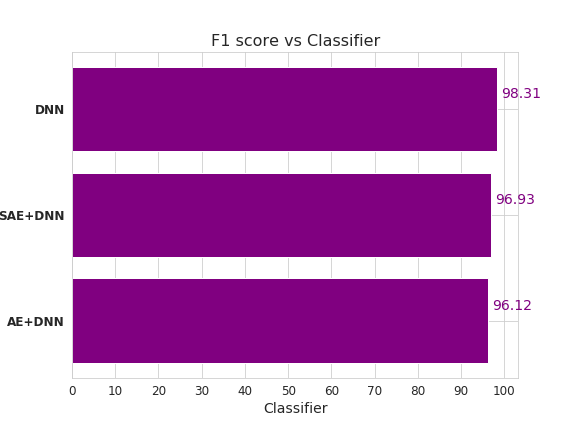 F1 score vs Classifier
DNN
98.31
SAE+DNN
96.93
AE+DNN
96.12
0 10 20 30 40 50 60 70 80 90 100
Classifier